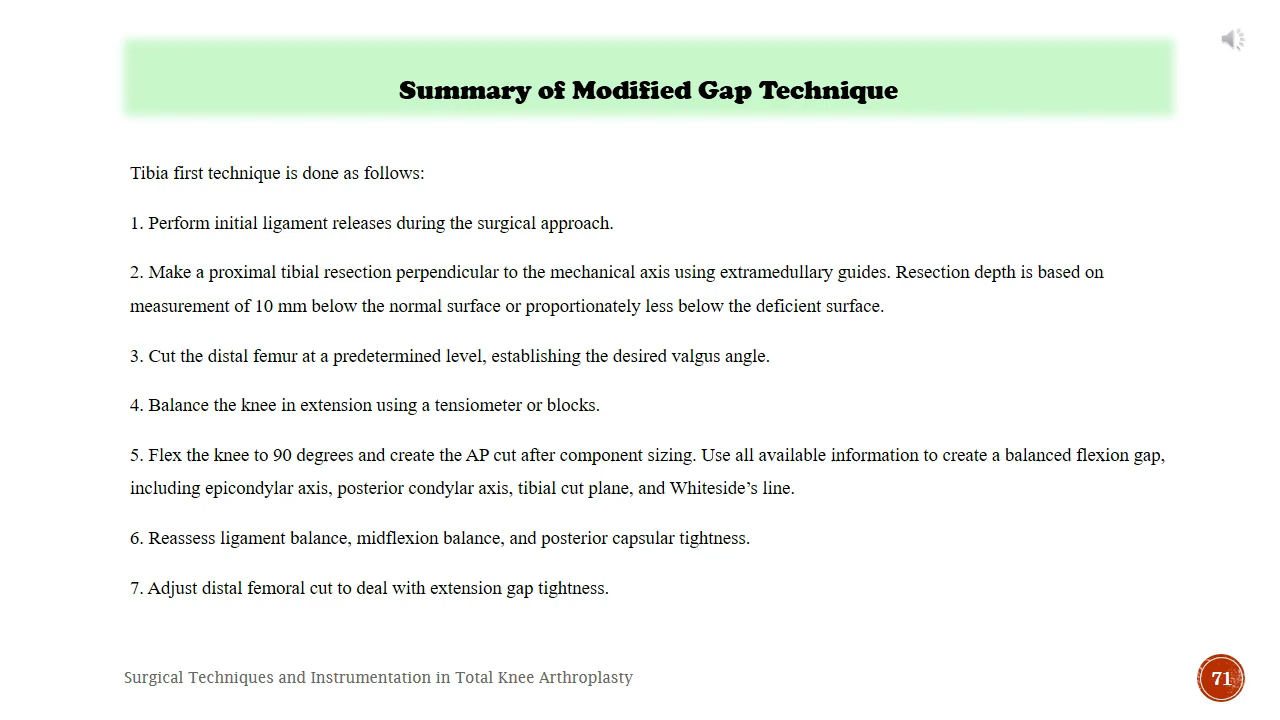 Summary of Modified Gap Technique
Tibia first technique is done as follows:
1. Perform initial ligament releases during the surgical approach.
2. Make a proximal tibial resection perpendicular to the mechanical axis using extramedullary guides. Resection depth is based on
measurement of 10 mm below the normal surface or proportionately less below the deficient surface.
3. Cut the distal femur at a predetermined level, establishing the desired valgus angle.
4. Balance the knee in extension using a tensiometer or blocks.
5. Flex the knee to 90 degrees and create the AP cut after component sizing. Use all available information to create a balanced flexion gap,
including epicondylar axis, posterior condylar axis, tibial cut plane, and Whiteside’s line.
6. Reassess ligament balance, midflexion balance, and posterior capsular tightness.
7. Adjust distal femoral cut to deal with extension gap tightness.
Surgical Techniques and Instrumentation in Total Knee Arthroplasty
71